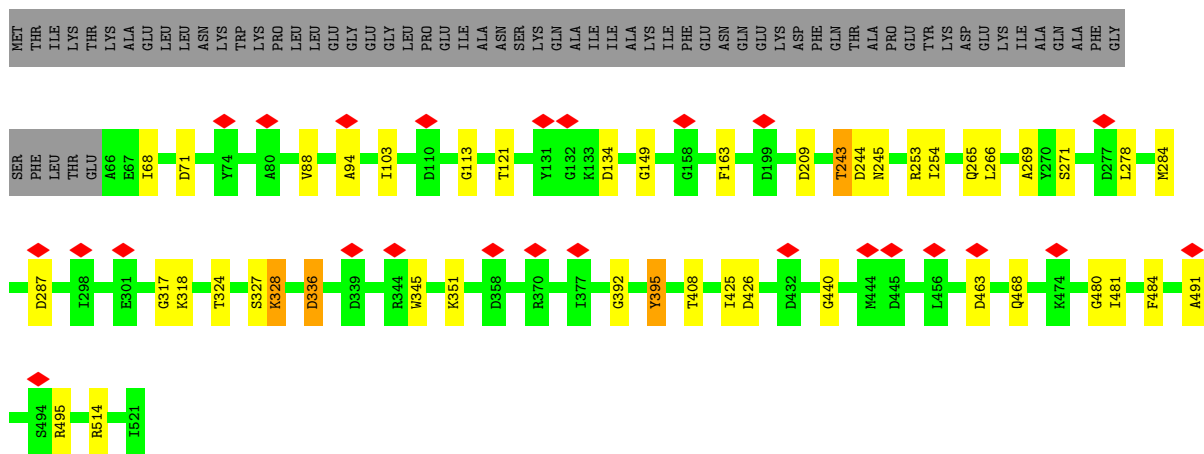 MET THR ILE LYS THR LYS ALA GLU LEU LEU ASN LYS TRP LYS PRO LEU LEU GLU GLY GLU GLY LEU PRO GLU ILE ALA ASN SER LYS GLN ALA ILE ILE ALA LYS ILE PHE GLU ASN GLN GLU LYS ASP PHE GLN THR ALA PRO GLU TYR LYS ASP GLU LYS ILE ALA GLN ALA PHE GLY
SER PHE LEU THR GLU A66 E67 I68 D71 Y74 A80 V88 A94 I103 D110 G113 T121 Y131 G132 K133 D134 G149 G158 F163 D199 D209 T243 D244 N245 R253 I254 Q265 L266 A269 Y270 S271 D277 L278 M284
D287 I298 E301 G317 K318 T324 S327 K328 D336 D339 R344 W345 K351 D358 R370 I377 G392 Y395 T408 I425 D426 D432 G440 M444 D445 L456 D463 Q468 K474 G480 I481 F484 A491
S494 R495 R514 I521